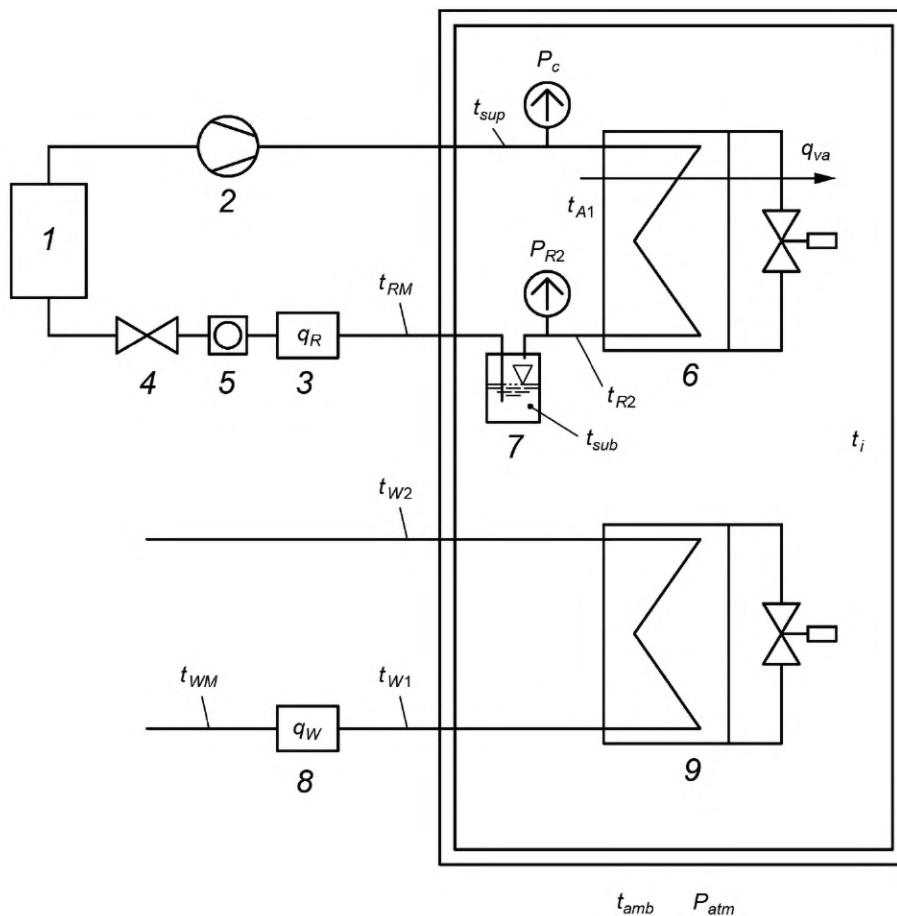 P_c
t_sup
q_va
2
1
t_A1
P_R2
t_RM
q_R
4
5
3
6
t_R2
7
t_sub
t_i
t_W2
t_WM
t_W1
q_W
8
9
t_amb P_atm